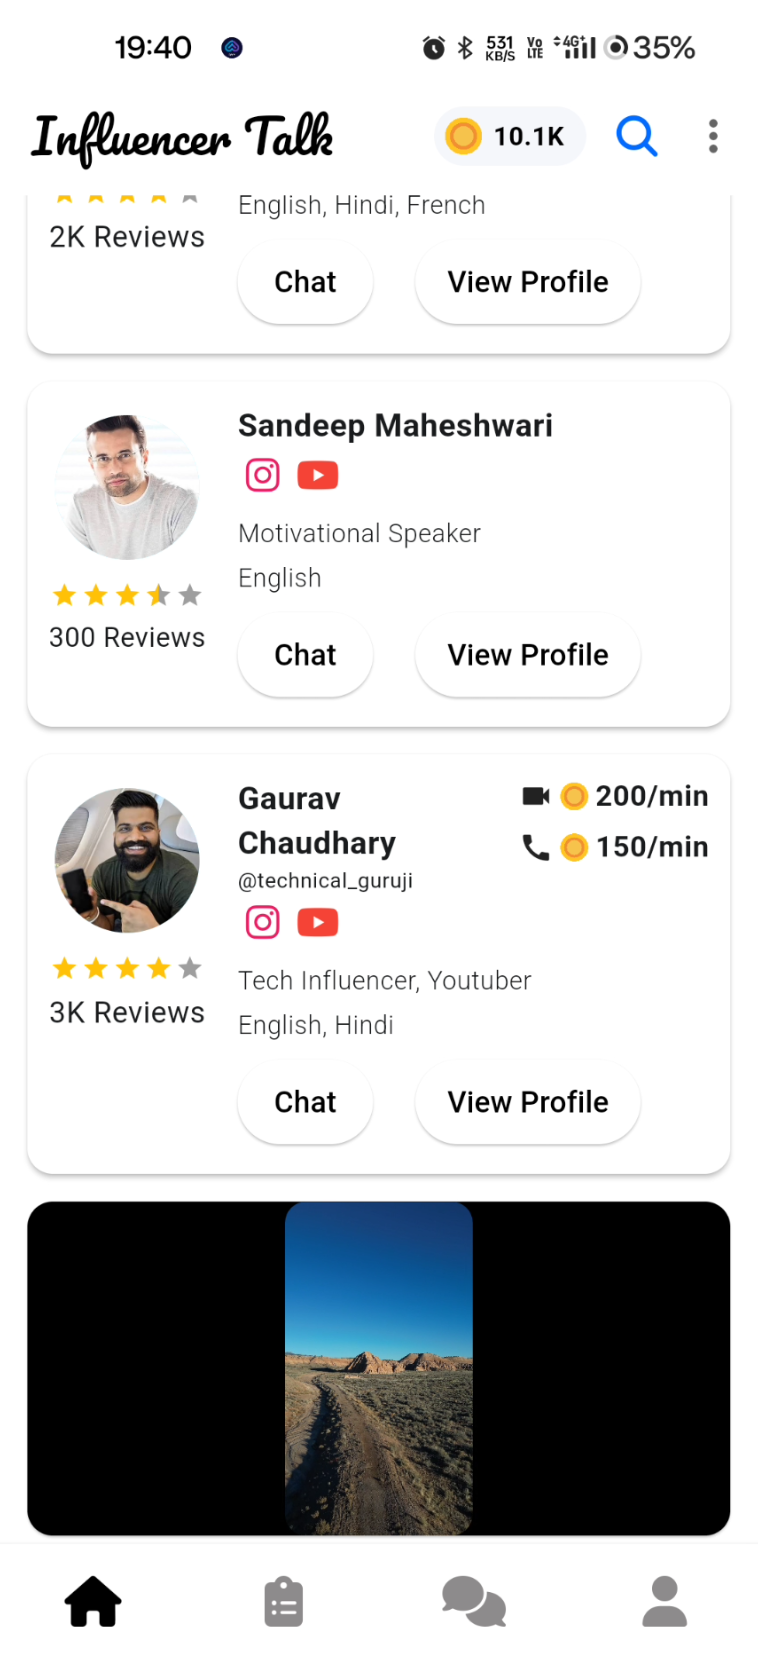 19:40
531 KB/S Vo LTE 4G+ 35%
Influencer Talk
10.1K
English, Hindi, French
2K Reviews
Chat
View Profile
Sandeep Maheshwari
Motivational Speaker
English
300 Reviews
Chat
View Profile
Gaurav
Chaudhary
200/min
150/min
@technical_guruji
Tech Influencer, Youtuber
English, Hindi
3K Reviews
Chat
View Profile